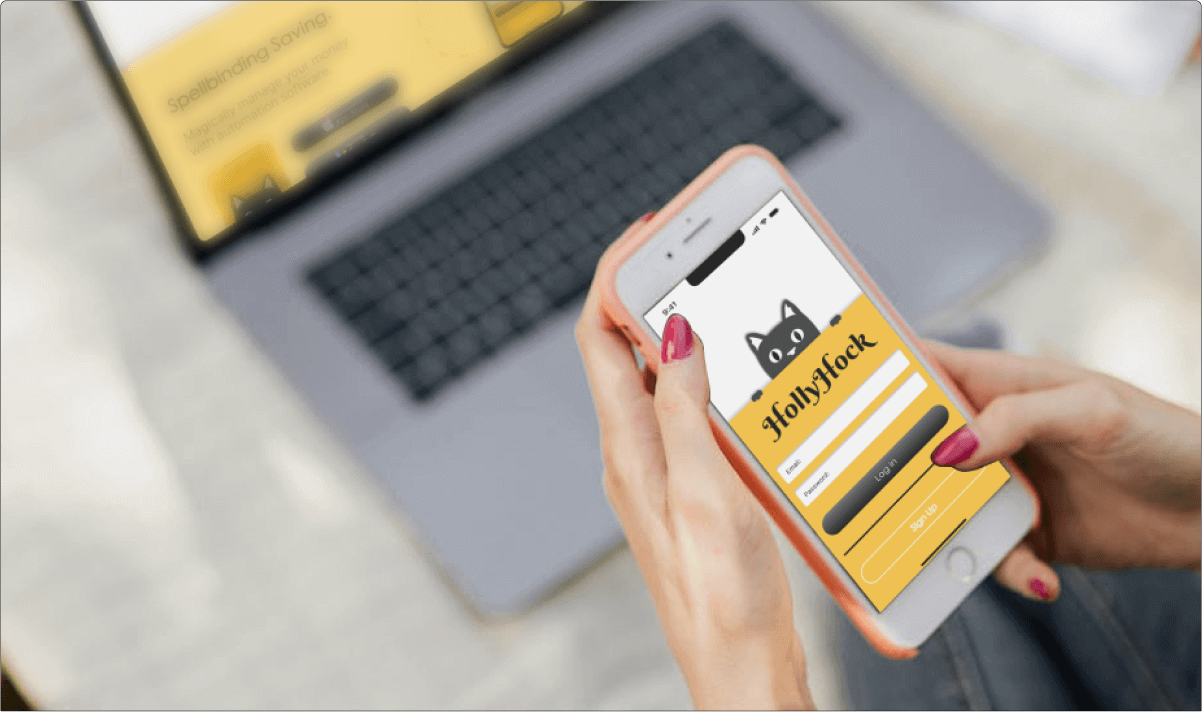 Spellbinding Saving.
Magically manage your money
with automation software.
9:41
HollyHock
Email:
Password:
Log in
Sign Up